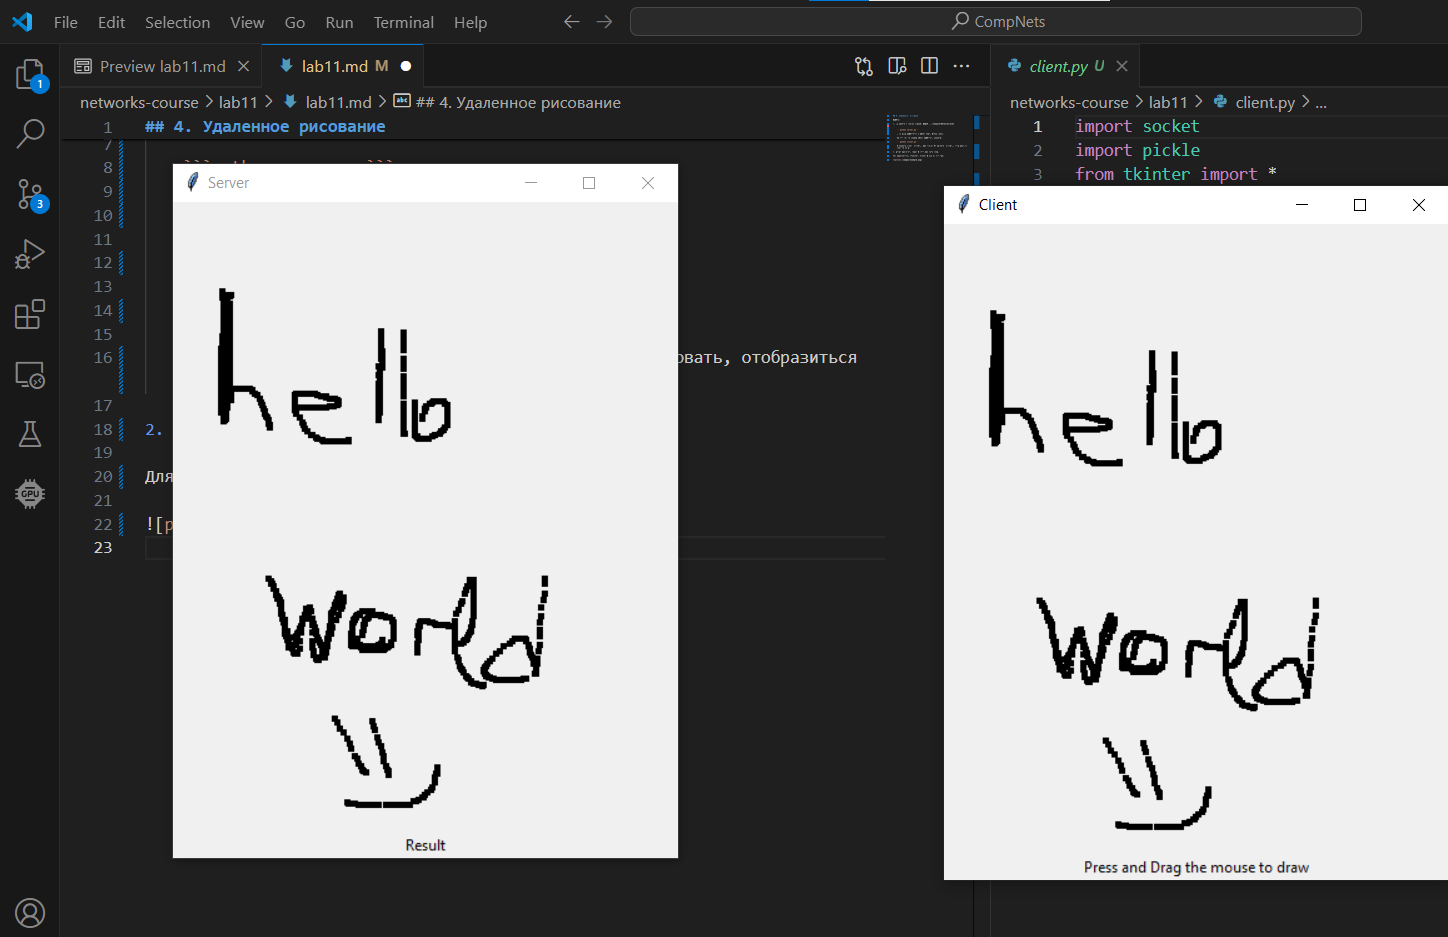 File Edit Selection View Go Run Terminal Help
CompNets
Preview lab11.md
lab11.md M
client.py U
networks-course > lab11 > lab11.md > ## 4. Удаленное рисование
networks-course > lab11 > client.py > ...
1 ## 4. Удаленное рисование
7
8
9
10
11
12
13
14
15
16 овать, отобразиться
17
18 2.
19
20 Для
21
22 ![p
23
1 import socket
2 import pickle
3 from tkinter import *
1
3
GPU
Server
hello
world
Result
Client
hello
world
Press and Drag the mouse to draw